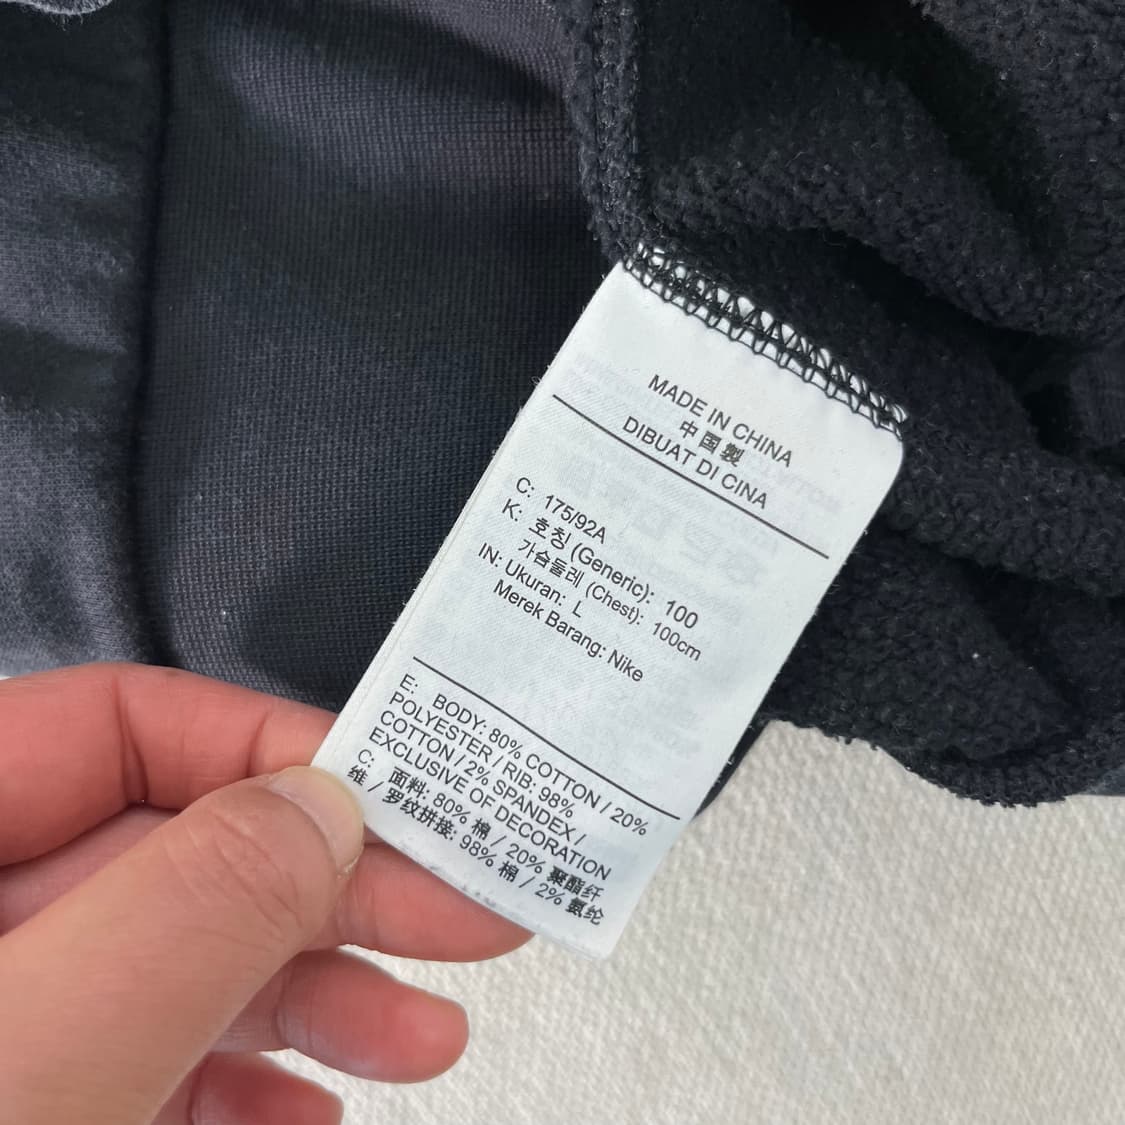 MADE IN CHINA
中国製
DIBUAT DI CINA
C: 175/92A
K: 호칭 (Generic): 100
가슴둘레 (Chest): 100cm
IN: Ukuran: L
Merek Barang: Nike
E: BODY: 80% COTTON / 20%
POLYESTER / RIB: 98%
COTTON / 2% SPANDEX /
EXCLUSIVE OF DECORATION
C: 面料: 80% 棉 / 20% 聚酯纤
维 / 罗纹拼接: 98% 棉 / 2% 氨纶